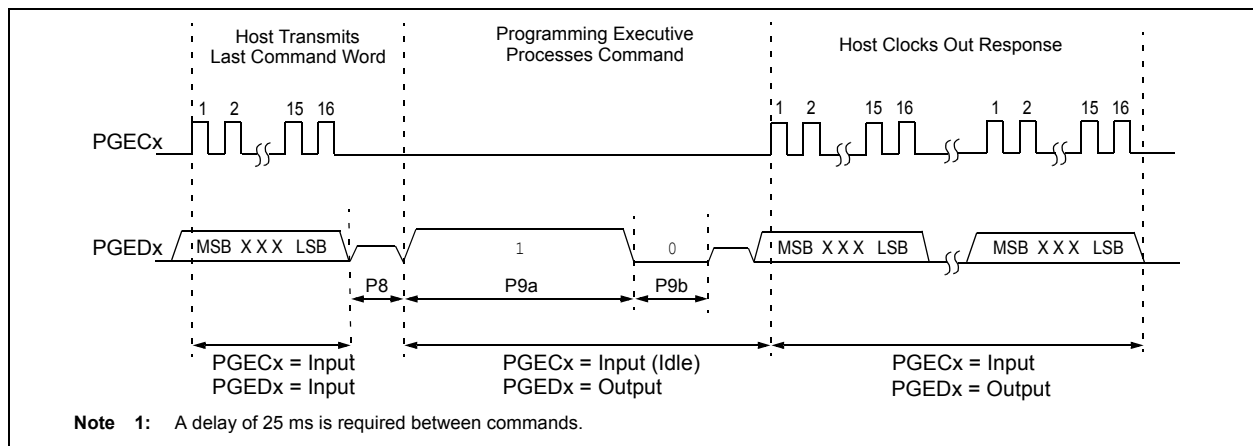 Host Transmits
Last Command Word
Programming Executive
Processes Command
Host Clocks Out Response
1 2 15 16 1 2 15 16 1 2 15 16
PGECx
PGEDx
MSB X X X LSB 1 0 MSB X X X LSB MSB X X X LSB
P8 P9a P9b
PGECx = Input
PGEDx = Input
PGECx = Input (Idle)
PGEDx = Output
PGECx = Input
PGEDx = Output
Note 1: A delay of 25 ms is required between commands.